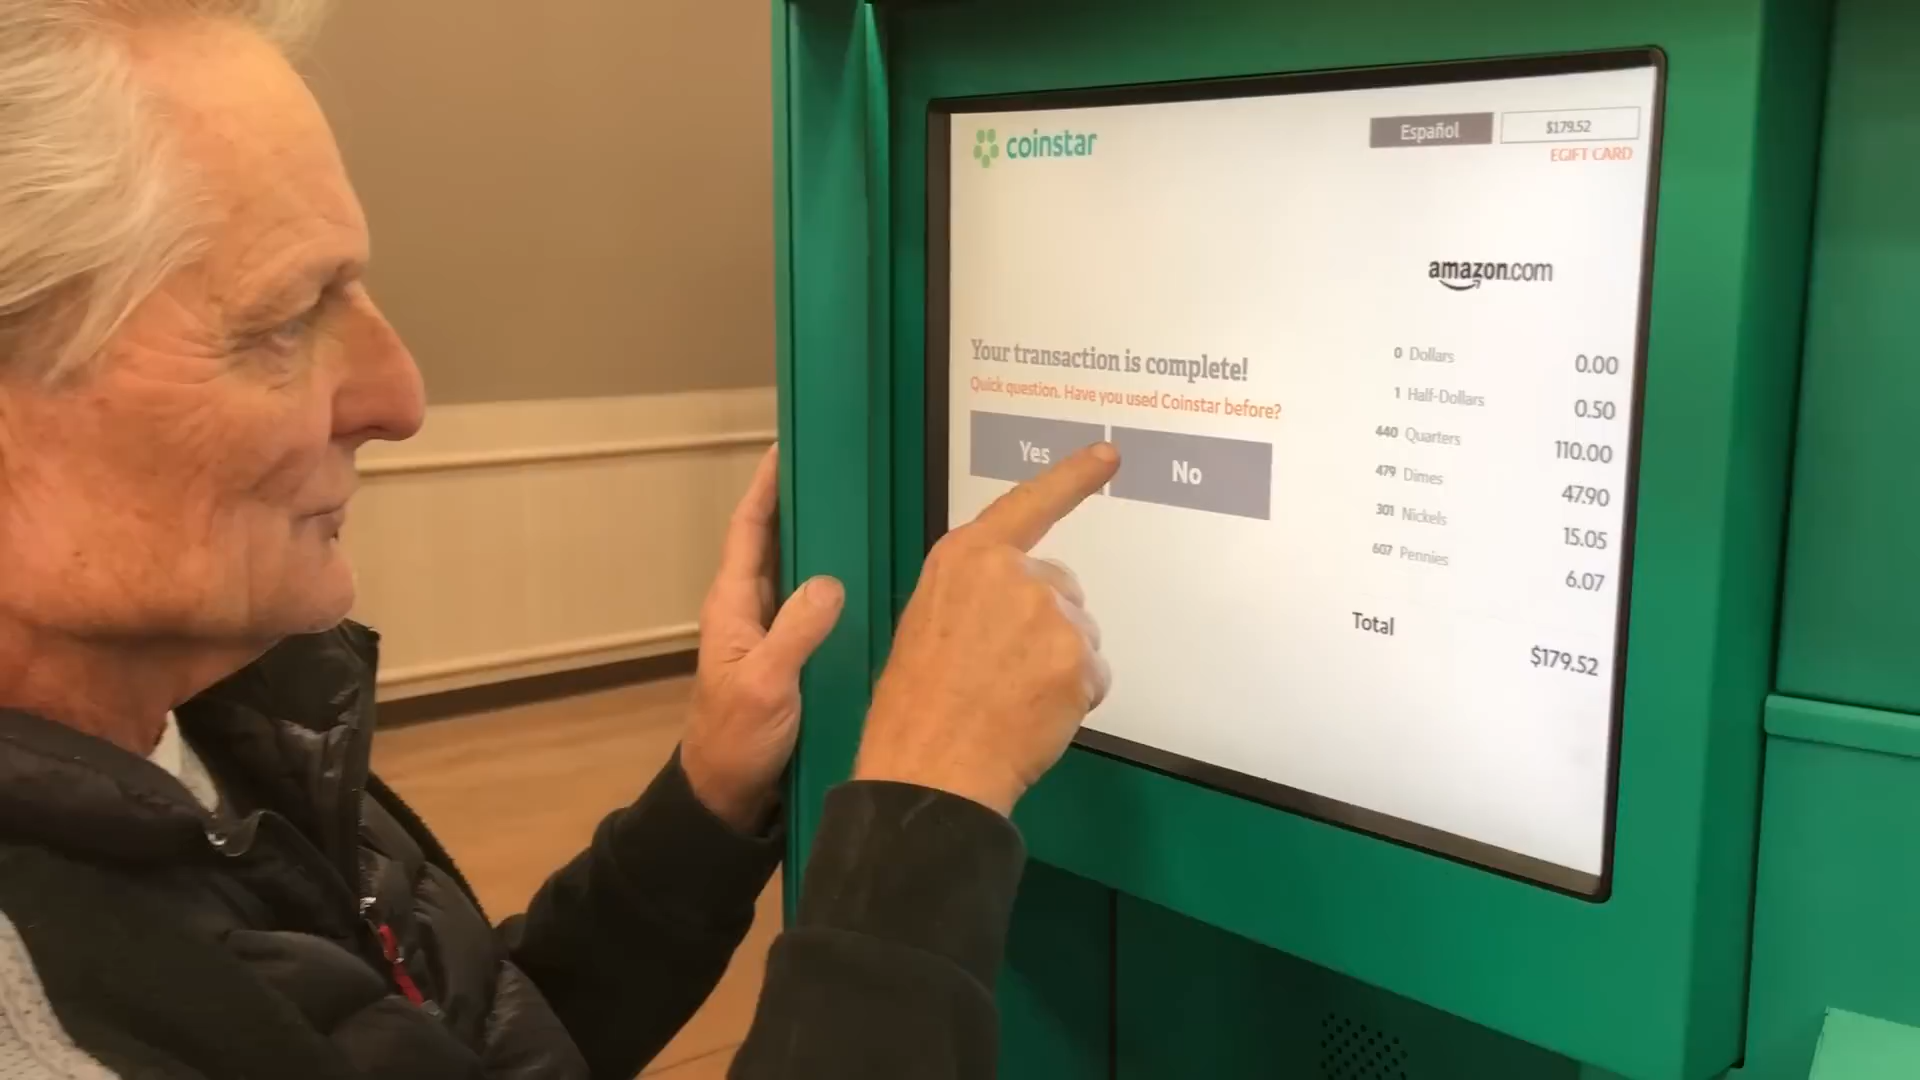 coinstar
Español
$179.52
EGIFT CARD
amazon.com
Your transaction is complete!
Quick question. Have you used Coinstar before?
Yes
No
0 Dollars 0.00
1 Half-Dollars 0.50
440 Quarters 110.00
479 Dimes 47.90
301 Nickels 15.05
607 Pennies 6.07
Total
$179.52